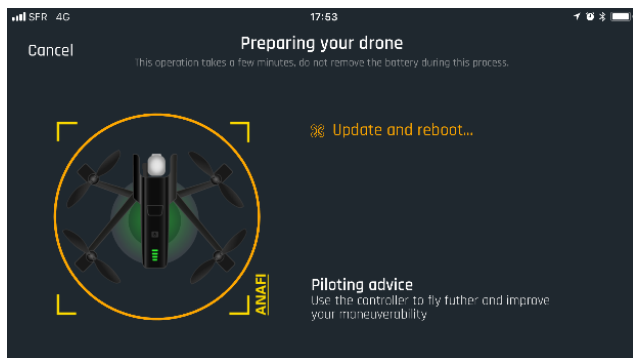 SFR 4G
17:53
Cancel
Preparing your drone
This operation takes a few minutes, do not remove the battery during this process.
Update and reboot...
ANAFI
Piloting advice
Use the controller to fly futher and improve
your maneuverability